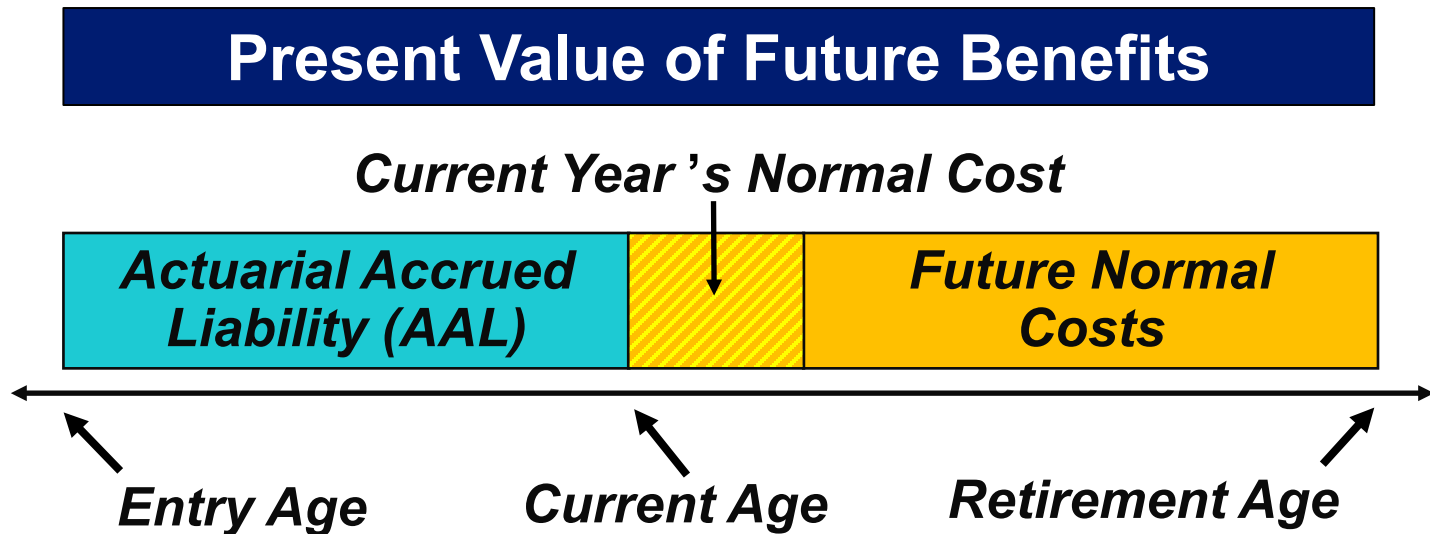 Present Value of Future Benefits
Current Year 's Normal Cost
Actuarial Accrued
Liability (AAL)
Future Normal
Costs
Entry Age
Current Age
Retirement Age